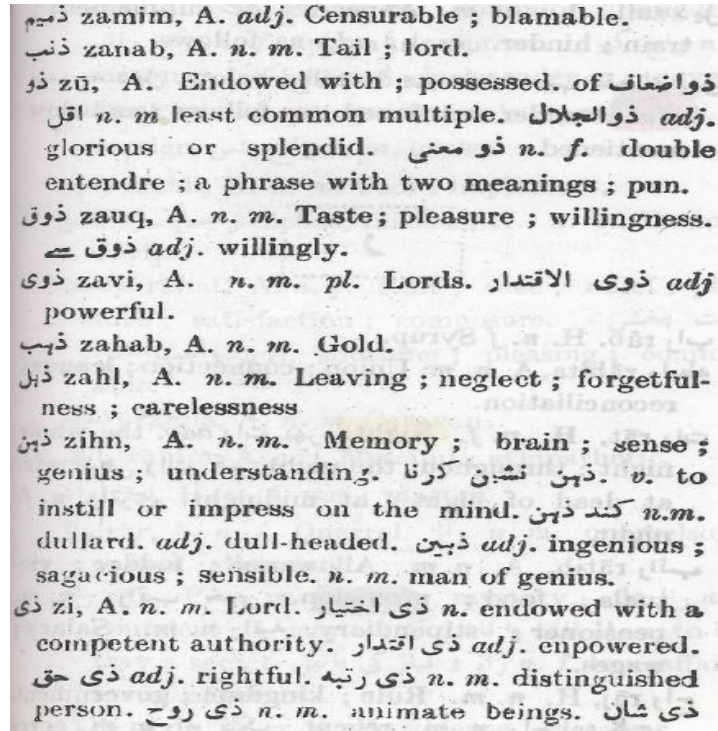 ذمیم zamim, A. adj. Censurable ; blamable.
ذنب zanab, A. n. m. Tail ; lord.
ذو zū, A. Endowed with ; possessed. of ذواضعاف
اقل n. m least common multiple. ذوالجلال adj.
glorious or splendid. ذو معنی n. f. double
entendre ; a phrase with two meanings ; pun.
ذوق zauq, A. n. m. Taste ; pleasure ; willingness.
ذوق سے adj. willingly.
ذوی zavi, A. n. m. pl. Lords. ذوی الاقتدار adj
powerful.
ذہب zahab, A. n. m. Gold.
ذہل zahl, A. n. m. Leaving ; neglect ; forgetful-
ness ; carelessness
ذہن zihn, A. n. m. Memory ; brain ; sense ;
genius ; understanding. ذہن نشین کرنا v. to
instill or impress on the mind. کند ذہن n.m.
dullard. adj. dull-headed. ذہین adj. ingenious ;
sagacious ; sensible. n. m. man of genius.
ذی zi, A. n. m. Lord. ذی اختیار n. endowed with a
competent authority. ذی اقتدار adj. enpowered.
ذی حق adj. rightful. ذی رتبہ n. m. distinguished
person. ذی روح n. m. animate beings. ذی شان